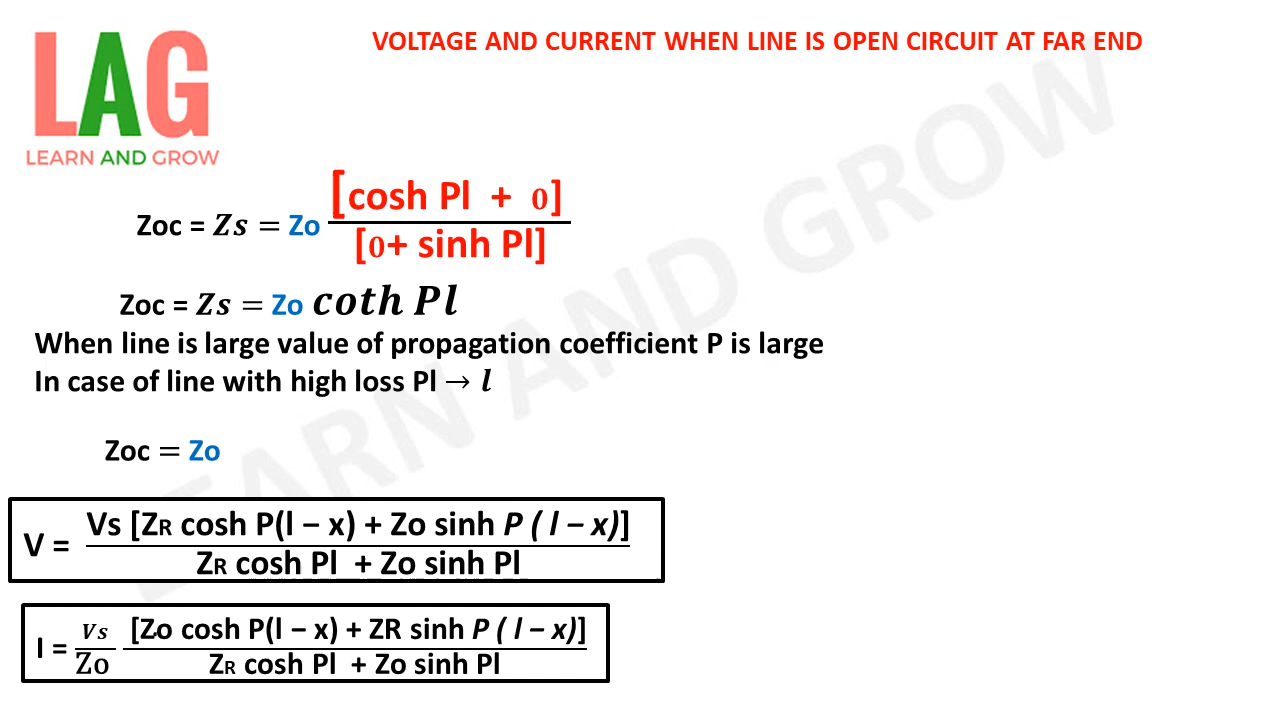 LAG
LEARN AND GROW
VOLTAGE AND CURRENT WHEN LINE IS OPEN CIRCUIT AT FAR END
Zoc = Zs = Zo [cosh Pl + 0]
[0+ sinh Pl]
Zoc = Zs = Zo coth Pl
When line is large value of propagation coefficient P is large
In case of line with high loss Pl → l
Zoc = Zo
V = Vs [ZR cosh P(l – x) + Zo sinh P ( l – x)]
ZR cosh Pl + Zo sinh Pl
I = Vs [Zo cosh P(l – x) + ZR sinh P ( l – x)]
Zo ZR cosh Pl + Zo sinh Pl
LEARN AND GROW